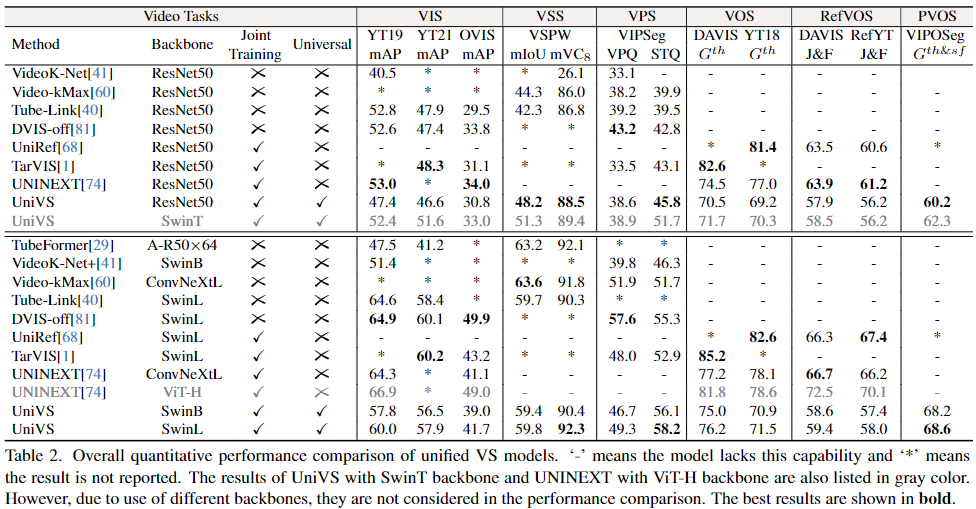 Video Tasks VIS VSS VPS VOS RefVOS PVOS
Method Backbone Joint Training Universal YT19 mAP YT21 mAP OVIS mAP VSPW mIoU mVC₈ VIPSeg VPQ STQ DAVIS Gᵗʰ YT18 Gᵗʰ DAVIS J&F RefYT J&F VIPOSeg Gᵗʰ&ˢᶠ
VideoK-Net[41] ResNet50 ✕ ✕ 40.5 * * * 26.1 33.1 - - - - -
Video-kMax[60] ResNet50 ✕ ✕ * * * 44.3 86.0 38.2 39.9 - - - - -
Tube-Link[40] ResNet50 ✕ ✕ 52.8 47.9 29.5 42.3 86.8 39.2 39.5 - - - - -
DVIS-off[81] ResNet50 ✕ ✕ 52.6 47.4 33.8 * * 43.2 42.8 - - - - -
UniRef[68] ResNet50 ✓ ✕ - - - - - - - * 81.4 63.5 60.6 *
TarVIS[1] ResNet50 ✓ ✕ * 48.3 31.1 * * 33.5 43.1 82.6 * - - -
UNINEXT[74] ResNet50 ✓ ✕ 53.0 * 34.0 - - - - 74.5 77.0 63.9 61.2 -
UniVS ResNet50 ✓ ✓ 47.4 46.6 30.8 48.2 88.5 38.6 45.8 70.5 69.2 57.9 56.2 60.2
UniVS SwinT ✓ ✓ 52.4 51.6 33.0 51.3 89.4 38.9 51.7 71.7 70.3 58.5 56.2 62.3
TubeFormer[29] A-R50×64 ✕ ✕ 47.5 41.2 * 63.2 92.1 * * - - - - -
VideoK-Net+[41] SwinB ✕ ✕ 51.4 * * * * 39.8 46.3 - - - - -
Video-kMax[60] ConvNeXtL ✕ ✕ * * * 63.6 91.8 51.9 51.7 - - - - -
Tube-Link[40] SwinL ✕ ✕ 64.6 58.4 * 59.7 90.3 * * - - - - -
DVIS-off[81] SwinL ✕ ✕ 64.9 60.1 49.9 * * 57.6 55.3 - - - - -
UniRef[68] SwinL ✓ ✕ - - - - - - - * 82.6 66.3 67.4 *
TarVIS[1] SwinL ✓ ✕ * 60.2 43.2 * * 48.0 52.9 85.2 * - - -
UNINEXT[74] ConvNeXtL ✓ ✕ 64.3 * 41.1 - - - - 77.2 78.1 66.7 66.2 -
UNINEXT[74] ViT-H ✓ ✕ 66.9 * 49.0 - - - - 81.8 78.6 72.5 70.1 -
UniVS SwinB ✓ ✓ 57.8 56.5 39.0 59.4 90.4 46.7 56.1 75.0 70.9 58.6 57.4 68.2
UniVS SwinL ✓ ✓ 60.0 57.9 41.7 59.8 92.3 49.3 58.2 76.2 71.5 59.4 58.0 68.6
Table 2. Overall quantitative performance comparison of unified VS models. ‘-’ means the model lacks this capability and ‘*’ means
the result is not reported. The results of UniVS with SwinT backbone and UNINEXT with ViT-H backbone are also listed in gray color.
However, due to use of different backbones, they are not considered in the performance comparison. The best results are shown in bold.